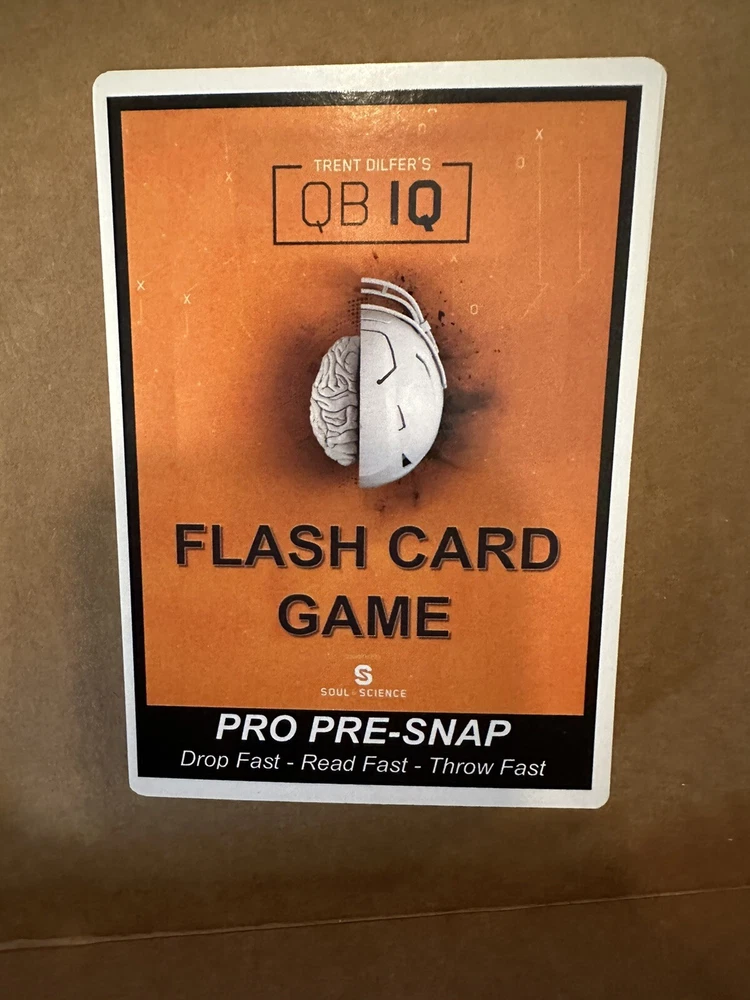 TRENT DILFER'S
QB IQ
X
O
X
O
X
X
O
FLASH CARD
GAME
S
SOUL + SCIENCE
PRO PRE-SNAP
Drop Fast - Read Fast - Throw Fast